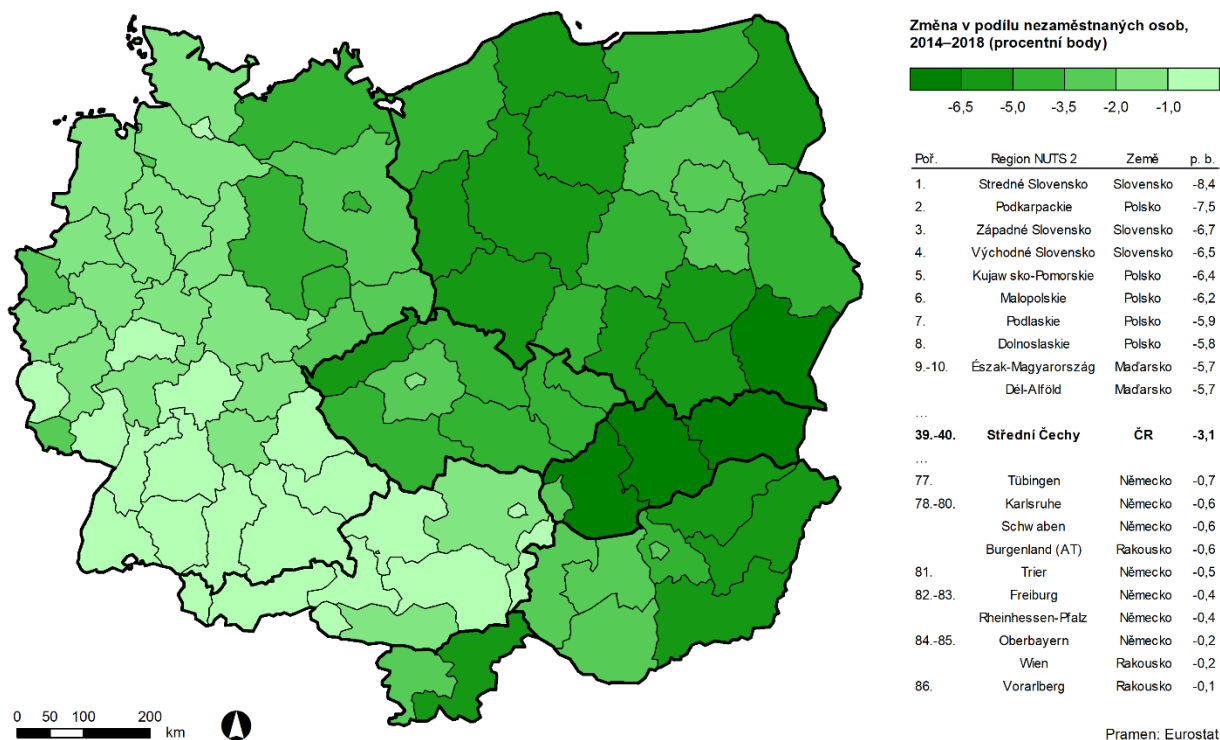 Změna v podílu nezaměstnaných osob,
2014–2018 (procentní body)
-6,5 -5,0 -3,5 -2,0 -1,0
Poř. Region NUTS 2 Země p. b.
1. Stredné Slovensko Slovensko -8,4
2. Podkarpackie Polsko -7,5
3. Západné Slovensko Slovensko -6,7
4. Východné Slovensko Slovensko -6,5
5. Kujawsko-Pomorskie Polsko -6,4
6. Malopolskie Polsko -6,2
7. Podlaskie Polsko -5,9
8. Dolnoslaskie Polsko -5,8
9.-10. Észak-Magyarország Maďarsko -5,7
Dél-Alföld Maďarsko -5,7
...
39.-40. Střední Čechy ČR -3,1
...
77. Tübingen Německo -0,7
78.-80. Karlsruhe Německo -0,6
Schwaben Německo -0,6
Burgenland (AT) Rakousko -0,6
81. Trier Německo -0,5
82.-83. Freiburg Německo -0,4
Rheinhessen-Pfalz Německo -0,4
84.-85. Oberbayern Německo -0,2
Wien Rakousko -0,2
86. Vorarlberg Rakousko -0,1
0 50 100 200
km
Pramen: Eurostat